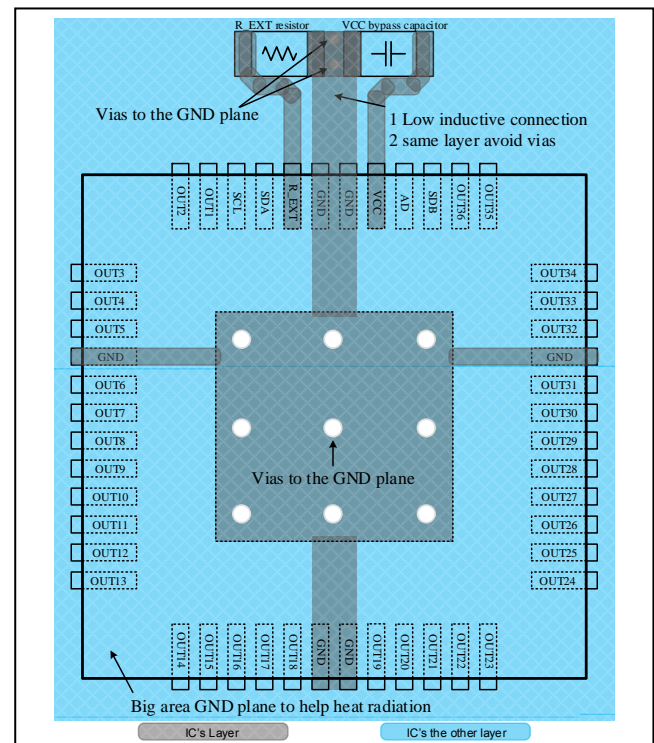 R_EXT resistor
VCC bypass capacitor
Vias to the GND plane
1 Low inductive connection
2 same layer avoid vias
OUT2
OUT1
SCL
SDA
R_EXT
GND
GND
VCC
AD
SDB
OUT36
OUT35
OUT3
OUT4
OUT5
GND
OUT6
OUT7
OUT8
OUT9
OUT10
OUT11
OUT12
OUT13
OUT34
OUT33
OUT32
GND
OUT31
OUT30
OUT29
OUT28
OUT27
OUT26
OUT25
OUT24
Vias to the GND plane
OUT14
OUT15
OUT16
OUT17
OUT18
GND
GND
OUT19
OUT20
OUT21
OUT22
OUT23
Big area GND plane to help heat radiation
IC's Layer
IC's the other layer